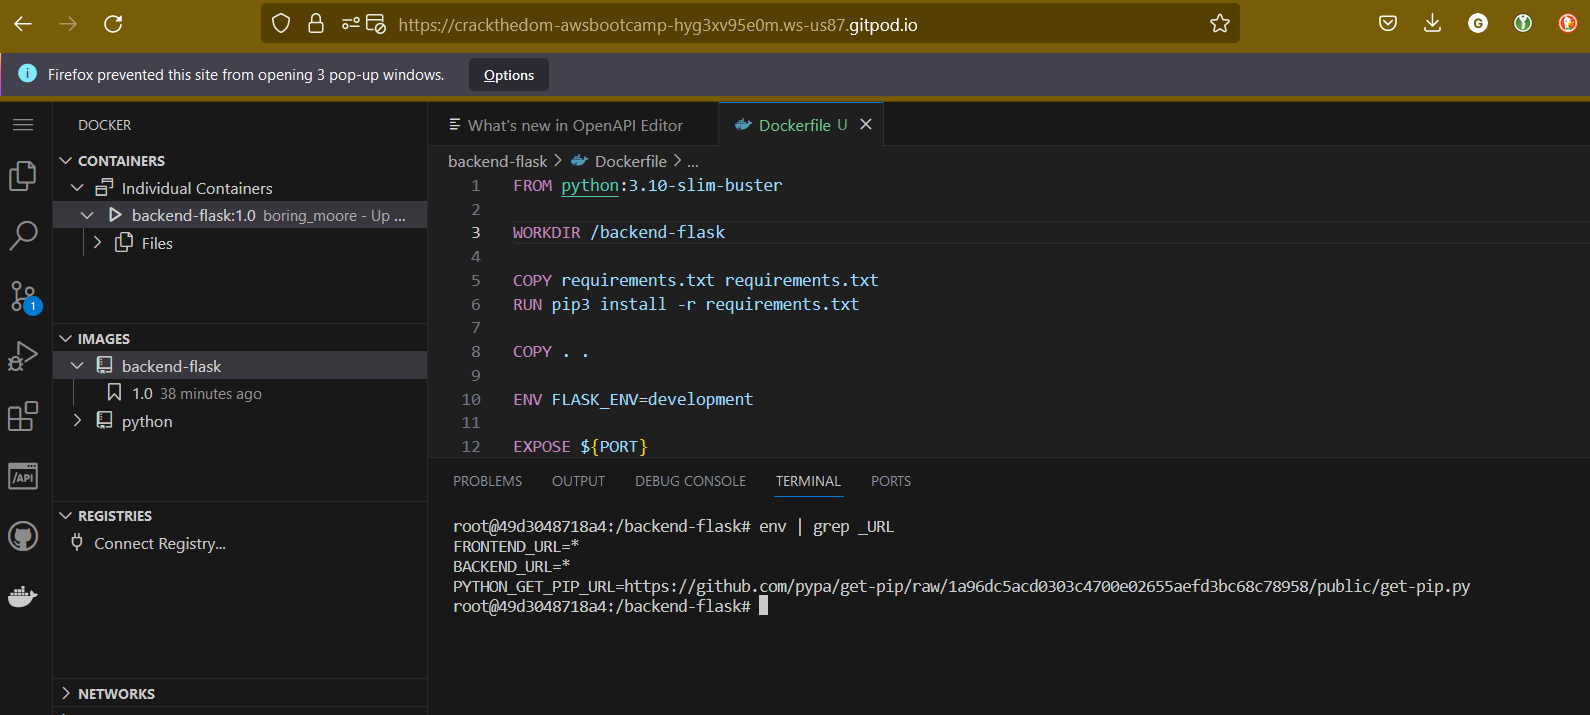 https://crackthedom-awsbootcamp-hyg3xv95e0m.ws-us87.gitpod.io
G
Firefox prevented this site from opening 3 pop-up windows.
Options
DOCKER
CONTAINERS
Individual Containers
backend-flask:1.0 boring_moore - Up ...
Files
1
IMAGES
backend-flask
1.0 38 minutes ago
python
/API
REGISTRIES
Connect Registry...
NETWORKS
What's new in OpenAPI Editor
Dockerfile U
backend-flask > Dockerfile > ...
1 FROM python:3.10-slim-buster
2
3 WORKDIR /backend-flask
4
5 COPY requirements.txt requirements.txt
6 RUN pip3 install -r requirements.txt
7
8 COPY . .
9
10 ENV FLASK_ENV=development
11
12 EXPOSE ${PORT}
PROBLEMS OUTPUT DEBUG CONSOLE TERMINAL PORTS
root@49d3048718a4:/backend-flask# env | grep _URL
FRONTEND_URL=*
BACKEND_URL=*
PYTHON_GET_PIP_URL=https://github.com/pypa/get-pip/raw/1a96dc5acd0303c4700e02655aefd3bc68c78958/public/get-pip.py
root@49d3048718a4:/backend-flask#